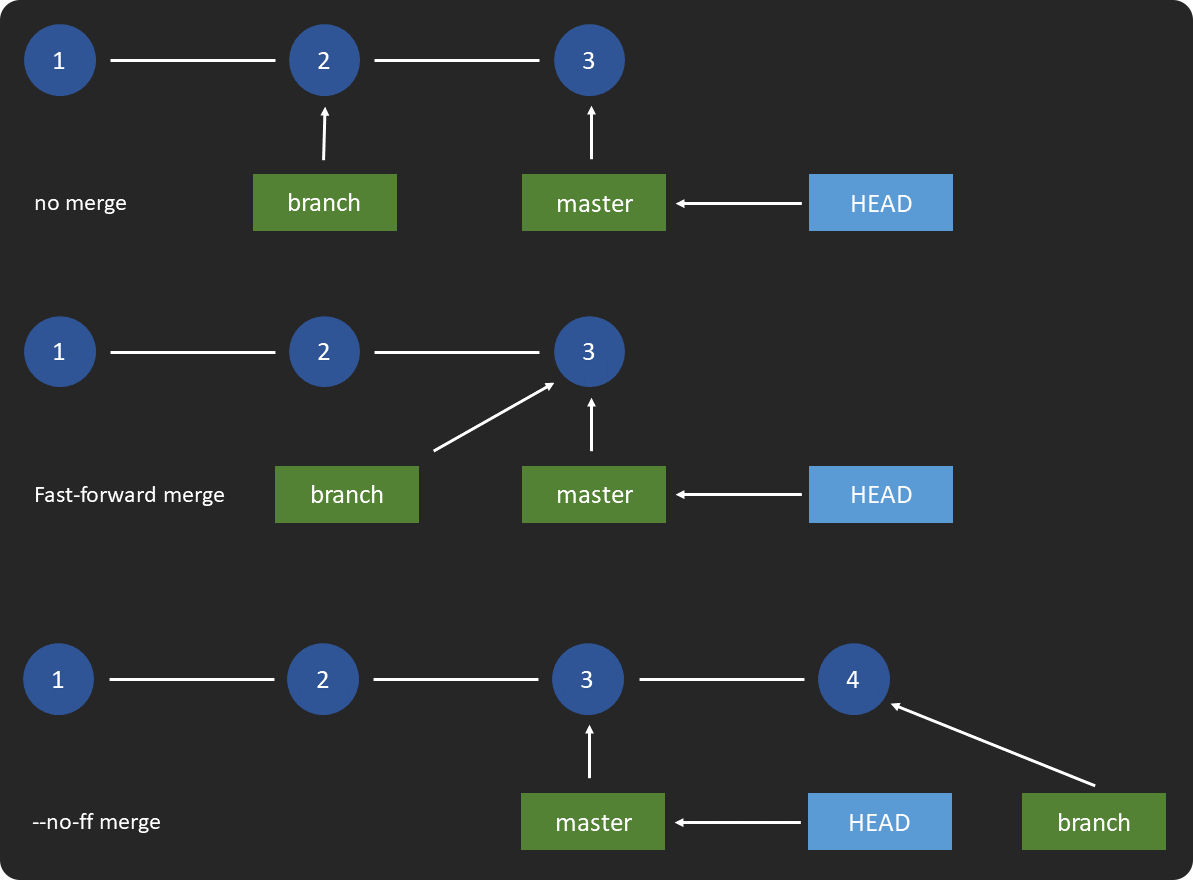 1 2 3
no merge branch master HEAD
1 2 3
Fast-forward merge branch master HEAD
1 2 3 4
--no-ff merge master HEAD branch